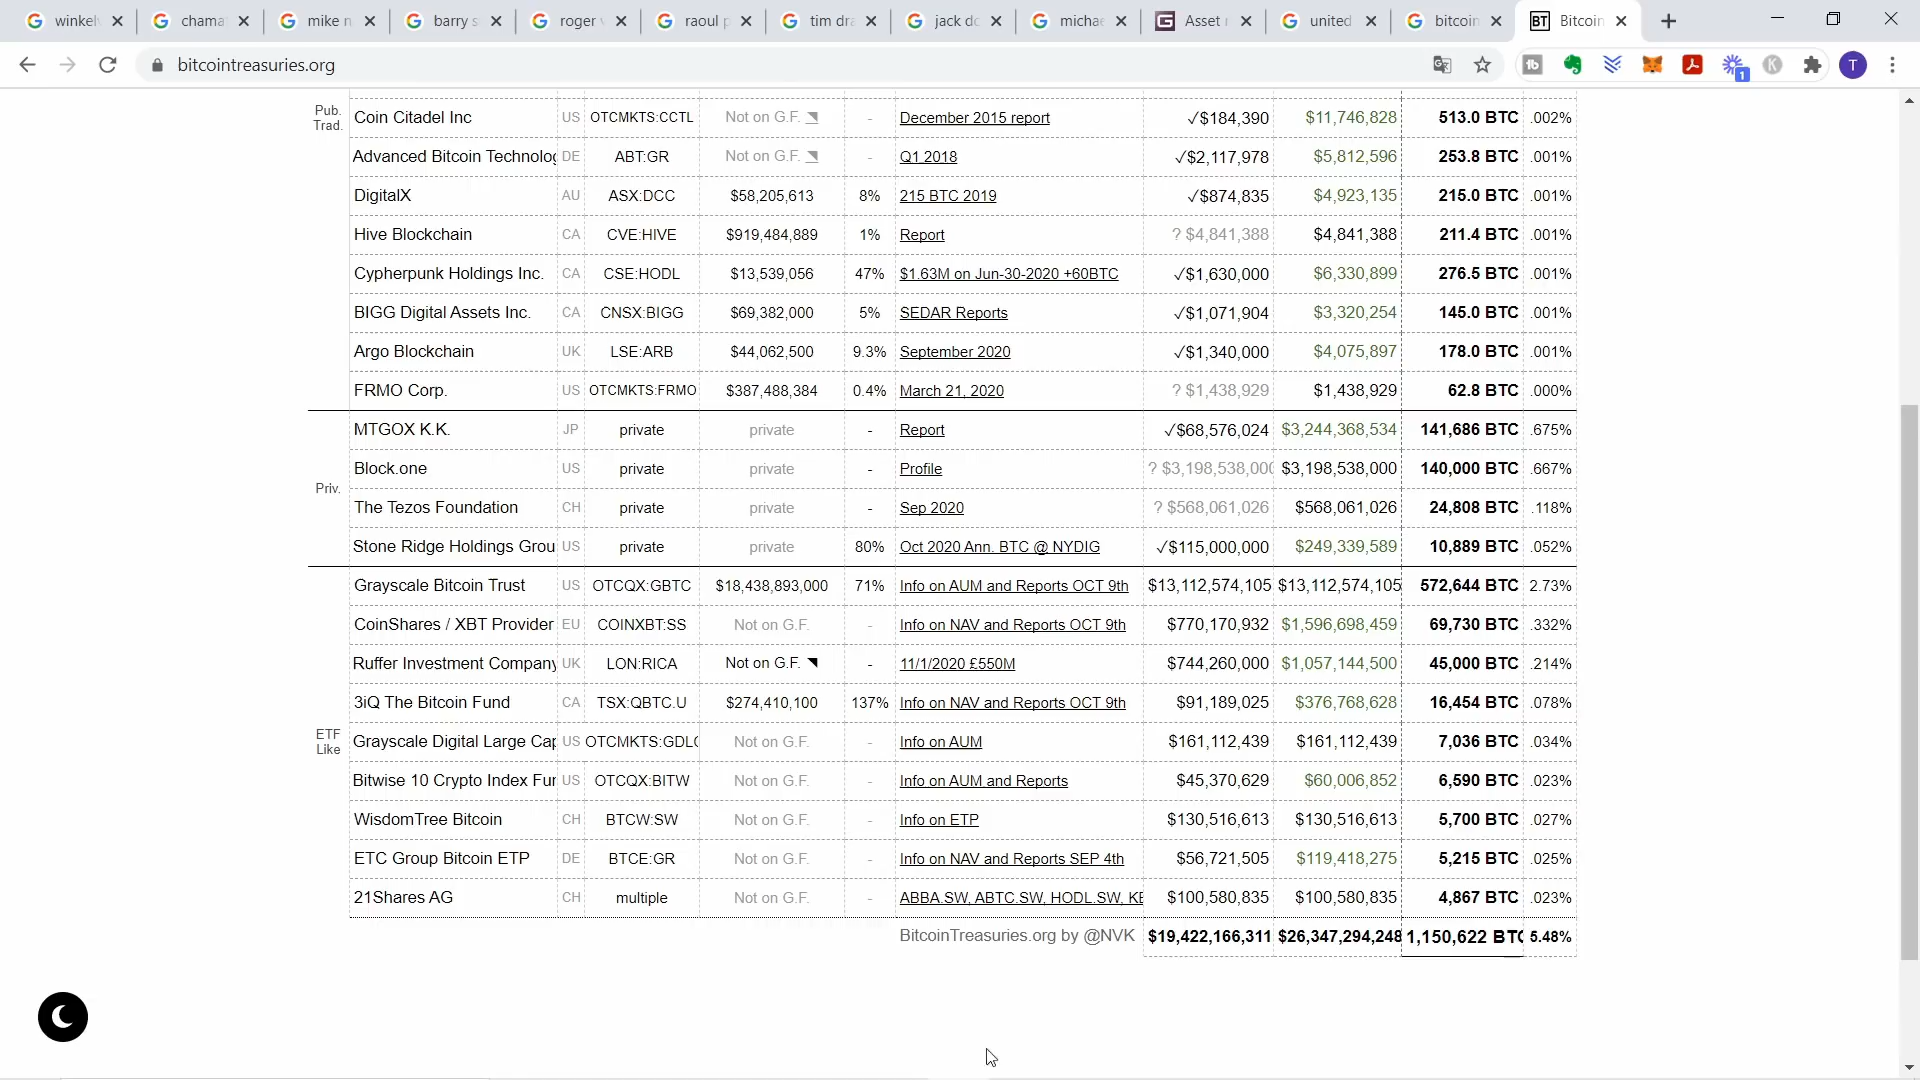 winkelv
chama
mike n
barry s
roger v
raoul p
tim dra
jack do
michae
Asset r
united
bitcoin
BT Bitcoin
bitcointreasuries.org
1
T
Pub. Trad.
Coin Citadel Inc US OTCMKTS:CCTL Not on G.F. - December 2015 report ✓$184,390 $11,746,828 513.0 BTC .002%
Advanced Bitcoin Technolog DE ABT:GR Not on G.F. - Q1 2018 ✓$2,117,978 $5,812,596 253.8 BTC .001%
DigitalX AU ASX:DCC $58,205,613 8% 215 BTC 2019 ✓$874,835 $4,923,135 215.0 BTC .001%
Hive Blockchain CA CVE:HIVE $919,484,889 1% Report ? $4,841,388 $4,841,388 211.4 BTC .001%
Cypherpunk Holdings Inc. CA CSE:HODL $13,539,056 47% $1.63M on Jun-30-2020 +60BTC ✓$1,630,000 $6,330,899 276.5 BTC .001%
BIGG Digital Assets Inc. CA CNSX:BIGG $69,382,000 5% SEDAR Reports ✓$1,071,904 $3,320,254 145.0 BTC .001%
Argo Blockchain UK LSE:ARB $44,062,500 9.3% September 2020 ✓$1,340,000 $4,075,897 178.0 BTC .001%
FRMO Corp. US OTCMKTS:FRMO $387,488,384 0.4% March 21, 2020 ? $1,438,929 $1,438,929 62.8 BTC .000%
Priv.
MTGOX K.K. JP private private - Report ✓$68,576,024 $3,244,368,534 141,686 BTC .675%
Block.one US private private - Profile ? $3,198,538,000 $3,198,538,000 140,000 BTC .667%
The Tezos Foundation CH private private - Sep 2020 ? $568,061,026 $568,061,026 24,808 BTC .118%
Stone Ridge Holdings Grou US private private 80% Oct 2020 Ann. BTC @ NYDIG ✓$115,000,000 $249,339,589 10,889 BTC .052%
ETF Like
Grayscale Bitcoin Trust US OTCQX:GBTC $18,438,893,000 71% Info on AUM and Reports OCT 9th $13,112,574,105 $13,112,574,105 572,644 BTC 2.73%
CoinShares / XBT Provider EU COINXBT:SS Not on G.F. - Info on NAV and Reports OCT 9th $770,170,932 $1,596,698,459 69,730 BTC .332%
Ruffer Investment Company UK LON:RICA Not on G.F. - 11/1/2020 £550M $744,260,000 $1,057,144,500 45,000 BTC .214%
3iQ The Bitcoin Fund CA TSX:QBTC.U $274,410,100 137% Info on NAV and Reports OCT 9th $91,189,025 $376,768,628 16,454 BTC .078%
Grayscale Digital Large Cap US OTCMKTS:GDLC Not on G.F. - Info on AUM $161,112,439 $161,112,439 7,036 BTC .034%
Bitwise 10 Crypto Index Fun US OTCQX:BITW Not on G.F. - Info on AUM and Reports $45,370,629 $60,006,852 6,590 BTC .023%
WisdomTree Bitcoin CH BTCW:SW Not on G.F. - Info on ETP $130,516,613 $130,516,613 5,700 BTC .027%
ETC Group Bitcoin ETP DE BTCE:GR Not on G.F. - Info on NAV and Reports SEP 4th $56,721,505 $119,418,275 5,215 BTC .025%
21Shares AG CH multiple Not on G.F. - ABBA.SW, ABTC.SW, HODL.SW, KE $100,580,835 $100,580,835 4,867 BTC .023%
BitcoinTreasuries.org by @NVK $19,422,166,311 $26,347,294,248 1,150,622 BTC 5.48%